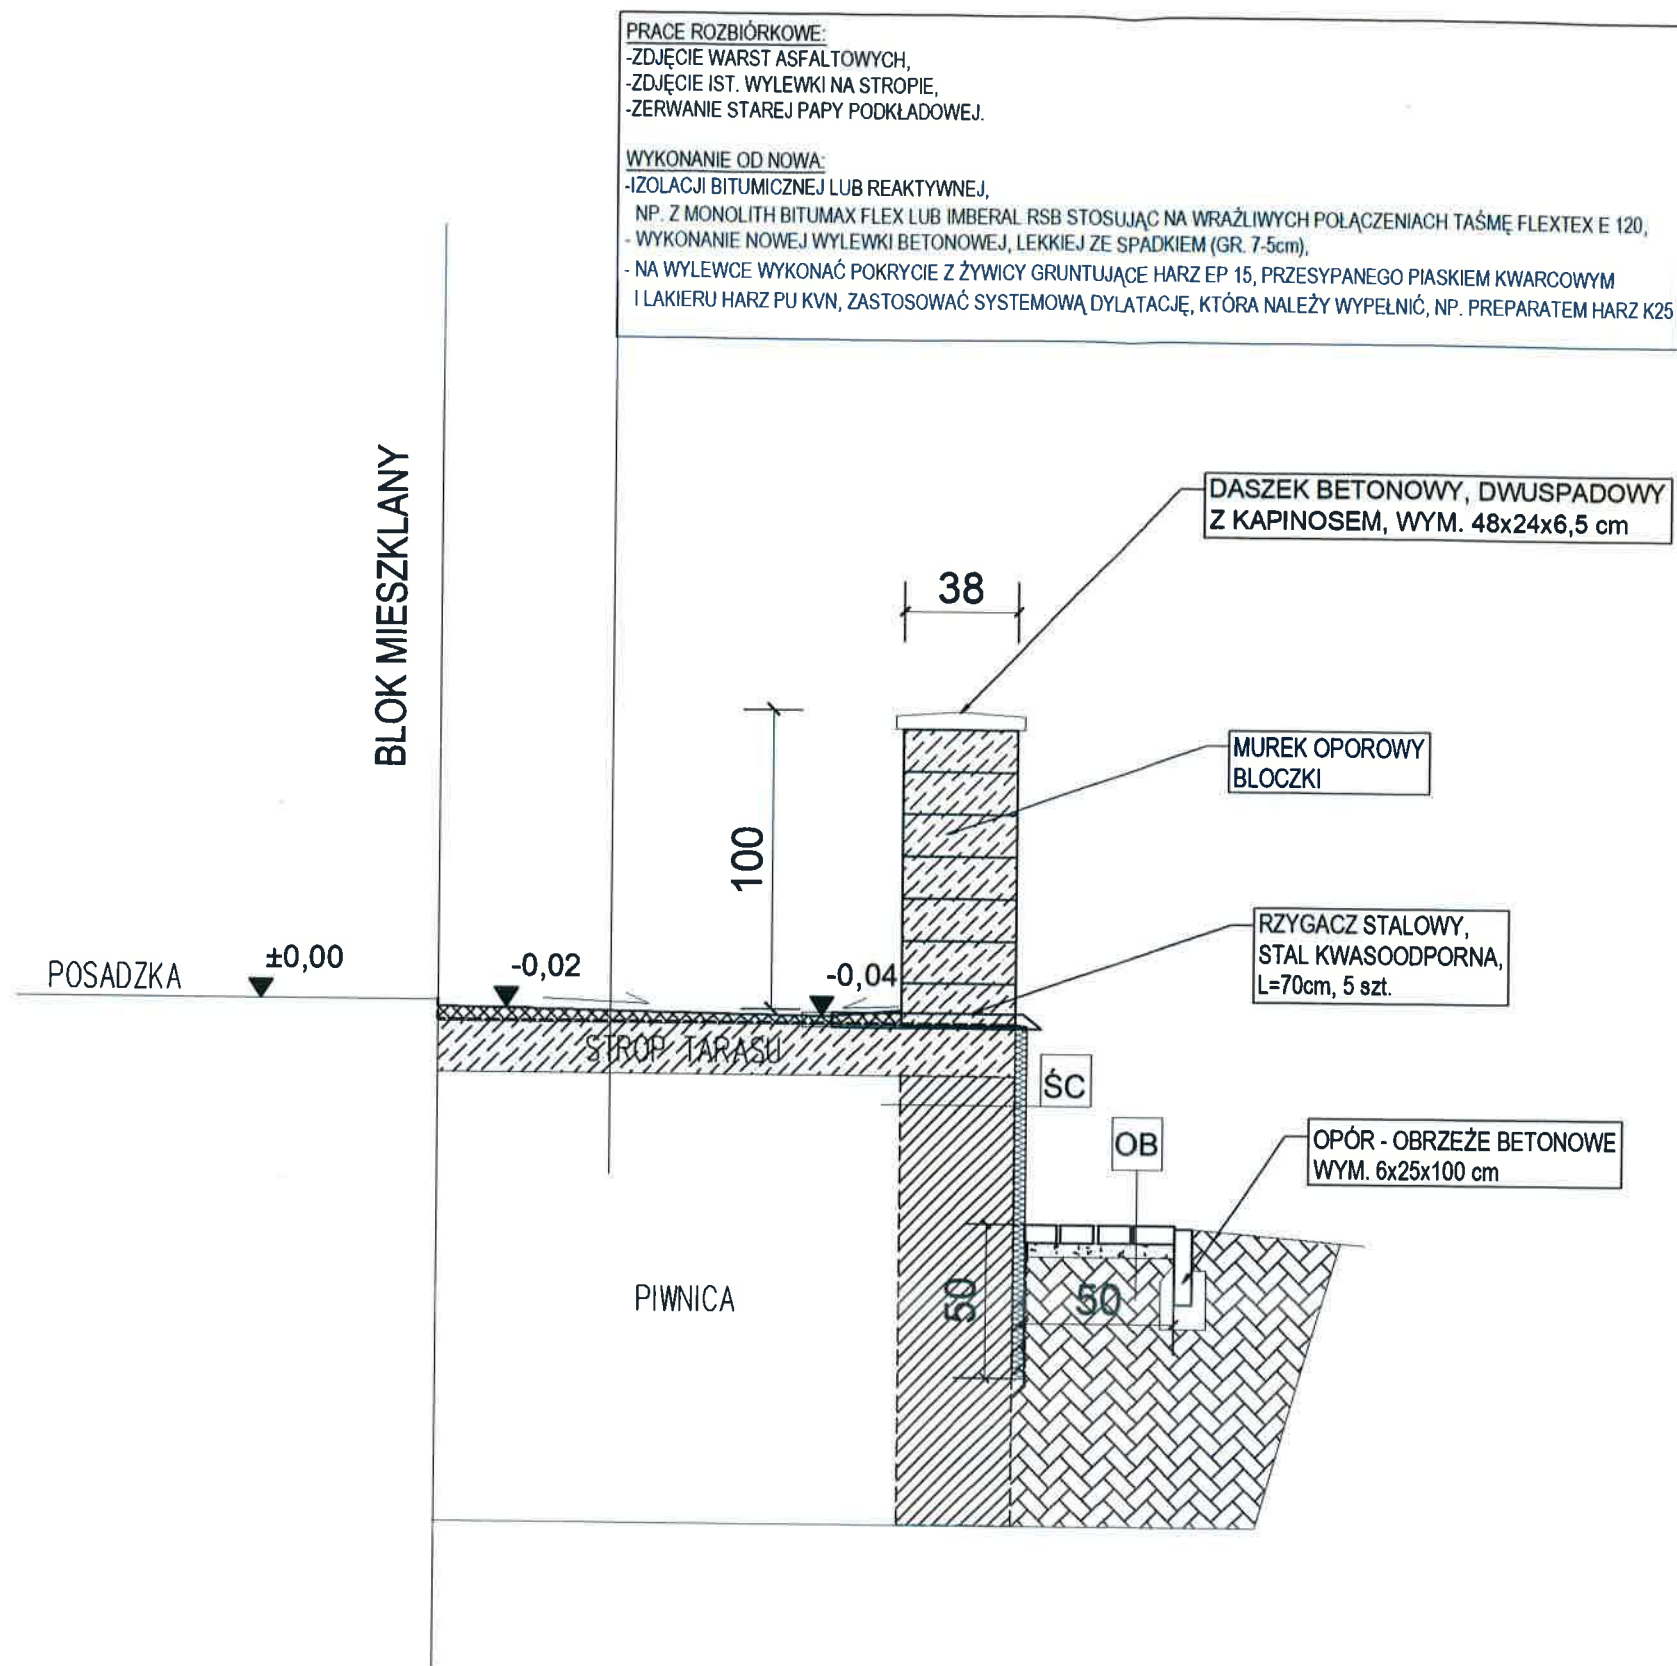 PRACE ROZBIÓRKOWE:
-ZDJĘCIE WARST ASFALTOWYCH,
-ZDJĘCIE IST. WYLEWKI NA STROPIE,
-ZERWANIE STAREJ PAPY PODKŁADOWEJ.
WYKONANIE OD NOWA:
-IZOLACJI BITUMICZNEJ LUB REAKTYWNEJ,
NP. Z MONOLITH BITUMAX FLEX LUB IMBERAL RSB STOSUJĄC NA WRAŻLIWYCH POŁĄCZENIACH TAŚMĘ FLEXTEX E 120,
- WYKONANIE NOWEJ WYLEWKI BETONOWEJ, LEKKIEJ ZE SPADKIEM (GR. 7-5cm),
- NA WYLEWCE WYKONAĆ POKRYCIE Z ŻYWICY GRUNTUJĄCE HARZ EP 15, PRZESYPANEGO PIASKIEM KWARCOWYM
I LAKIERU HARZ PU KVN, ZASTOSOWAĆ SYSTEMOWĄ DYLATACJĘ, KTÓRA NALEŻY WYPEŁNIĆ, NP. PREPARATEM HARZ K25
BLOK MIESZKLANY
DASZEK BETONOWY, DWUSPADOWY
Z KAPINOSEM, WYM. 48x24x6,5 cm
38
100
MUREK OPOROWY
BLOCZKI
RZYGACZ STALOWY,
STAL KWASOODPORNA,
L=70cm, 5 szt.
POSADZKA
±0,00
-0,02
-0,04
STROP TARASU
ŚC
OB
OPÓR - OBRZEŻE BETONOWE
WYM. 6x25x100 cm
PIWNICA
50
50